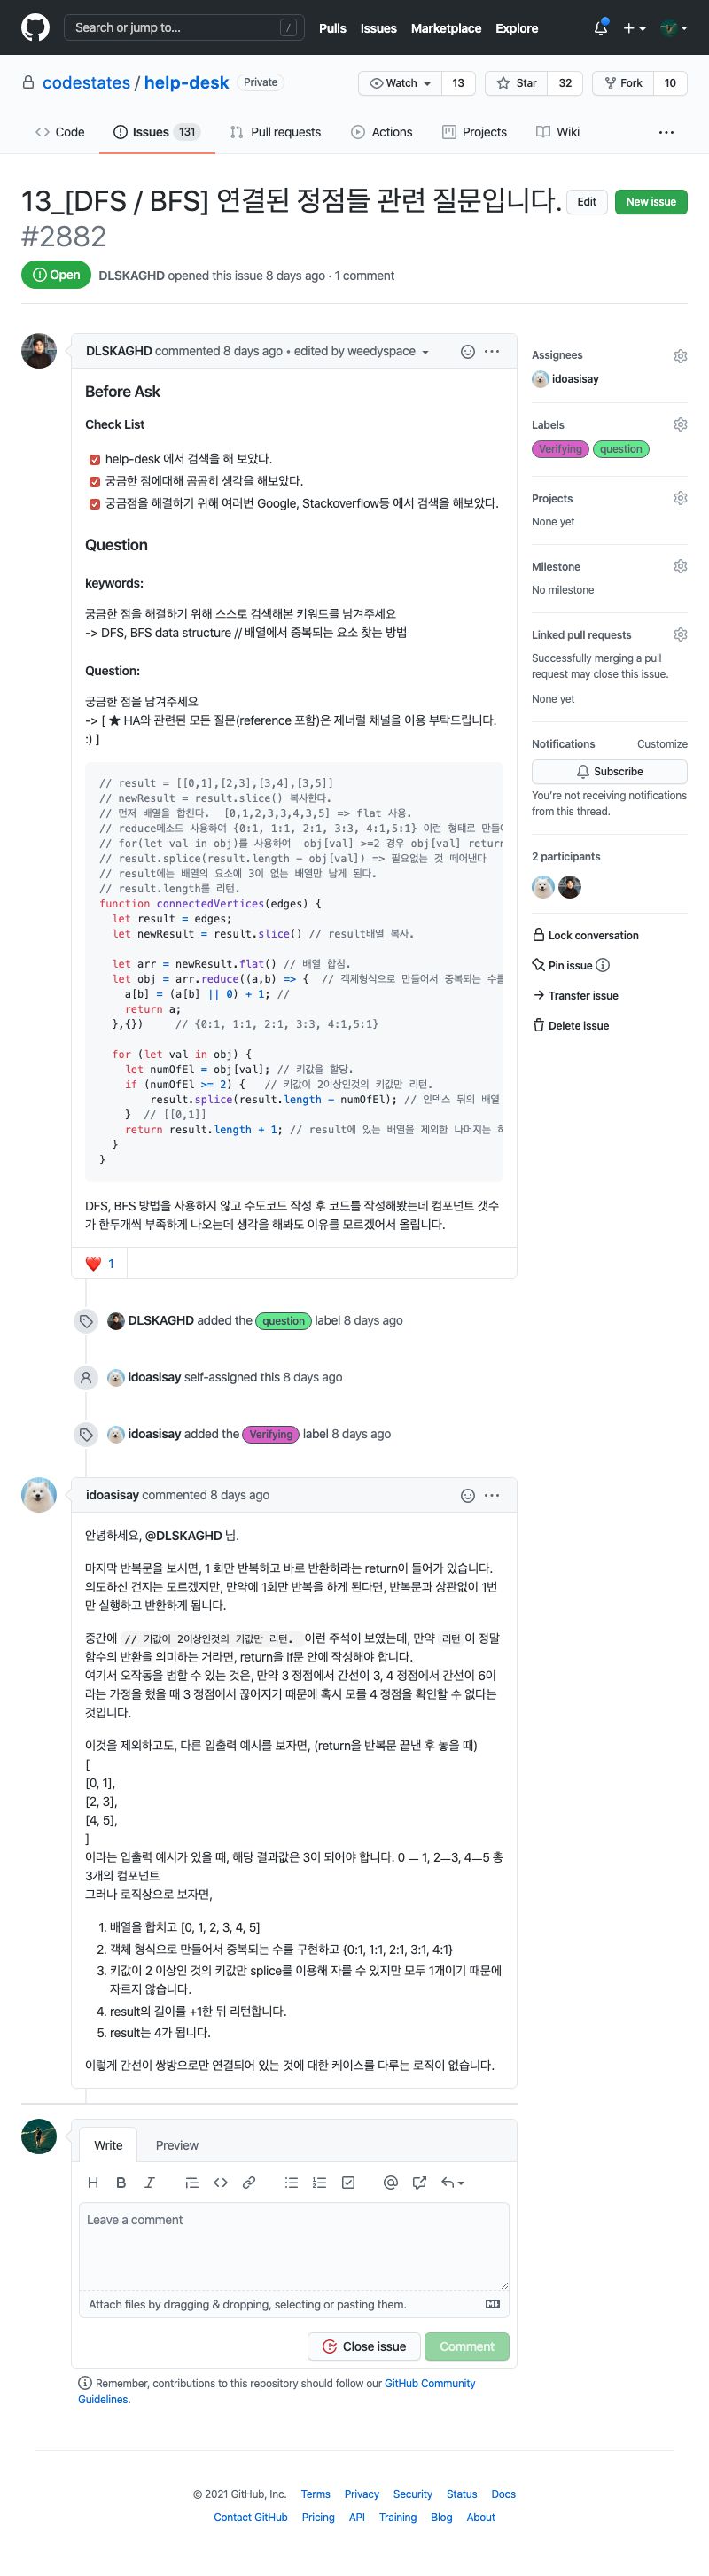 Search or jump to...
/
Pulls Issues Marketplace Explore
codestates / help-desk Private
Watch 13 Star 32 Fork 10
Code Issues 131 Pull requests Actions Projects Wiki
13_[DFS / BFS] 연결된 정점들 관련 질문입니다.
#2882
Edit New issue
Open DLSKAGHD opened this issue 8 days ago · 1 comment
DLSKAGHD commented 8 days ago • edited by weedyspace
Before Ask
Check List
help-desk 에서 검색을 해 보았다.
궁금한 점에대해 곰곰히 생각을 해보았다.
궁금점을 해결하기 위해 여러번 Google, Stackoverflow등 에서 검색을 해보았다.
Question
keywords:
궁금한 점을 해결하기 위해 스스로 검색해본 키워드를 남겨주세요
-> DFS, BFS data structure // 배열에서 중복되는 요소 찾는 방법
Question:
궁금한 점을 남겨주세요
-> [ ★ HA와 관련된 모든 질문(reference 포함)은 제너럴 채널을 이용 부탁드립니다.
:) ]
// result = [[0,1],[2,3],[3,4],[3,5]]
// newResult = result.slice() 복사한다.
// 먼저 배열을 합친다.  [0,1,2,3,3,4,3,5] => flat 사용.
// reduce메소드 사용하여 {0:1, 1:1, 2:1, 3:3, 4:1,5:1} 이런 형태로 만들어
// for(let val in obj)를 사용하여  obj[val] >=2 경우 obj[val] return
// result.splice(result.length - obj[val]) => 필요없는 것 떼어낸다
// result에는 배열의 요소에 3이 없는 배열만 남게 된다.
// result.length를 리턴.
function connectedVertices(edges) {
  let result = edges;
  let newResult = result.slice() // result배열 복사.

  let arr = newResult.flat() // 배열 합침.
  let obj = arr.reduce((a,b) => {  // 객체형식으로 만들어서 중복되는 수를
    a[b] = (a[b] || 0) + 1; //
    return a;
  },{})     // {0:1, 1:1, 2:1, 3:3, 4:1,5:1}

  for (let val in obj) {
    let numOfEl = obj[val]; // 키값을 할당.
    if (numOfEl >= 2) {   // 키값이 2이상인것의 키값만 리턴.
        result.splice(result.length - numOfEl); // 인덱스 뒤의 배열
    }  // [[0,1]]
    return result.length + 1; // result에 있는 배열을 제외한 나머지는 하
  }
}
DFS, BFS 방법을 사용하지 않고 수도코드 작성 후 코드를 작성해봤는데 컴포넌트 갯수
가 한두개씩 부족하게 나오는데 생각을 해봐도 이유를 모르겠어서 올립니다.
❤️ 1
DLSKAGHD added the question label 8 days ago
idoasisay self-assigned this 8 days ago
idoasisay added the Verifying label 8 days ago
idoasisay commented 8 days ago
안녕하세요, @DLSKAGHD 님.
마지막 반복문을 보시면, 1 회만 반복하고 바로 반환하라는 return이 들어가 있습니다.
의도하신 건지는 모르겠지만, 만약에 1회만 반복을 하게 된다면, 반복문과 상관없이 1번
만 실행하고 반환하게 됩니다.
중간에 // 키값이 2이상인것의 키값만 리턴. 이런 주석이 보였는데, 만약 리턴 이 정말
함수의 반환을 의미하는 거라면, return을 if문 안에 작성해야 합니다.
여기서 오작동을 범할 수 있는 것은, 만약 3 정점에서 간선이 3, 4 정점에서 간선이 6이
라는 가정을 했을 때 3 정점에서 끊어지기 때문에 혹시 모를 4 정점을 확인할 수 없다는
것입니다.
이것을 제외하고도, 다른 입출력 예시를 보자면, (return을 반복문 끝낸 후 놓을 때)
[
[0, 1],
[2, 3],
[4, 5],
]
이라는 입출력 예시가 있을 때, 해당 결과값은 3이 되어야 합니다. 0 — 1, 2—3, 4—5 총
3개의 컴포넌트
그러나 로직상으로 보자면,
1. 배열을 합치고 [0, 1, 2, 3, 4, 5]
2. 객체 형식으로 만들어서 중복되는 수를 구현하고 {0:1, 1:1, 2:1, 3:1, 4:1}
3. 키값이 2 이상인 것의 키값만 splice를 이용해 자를 수 있지만 모두 1개이기 때문에
자르지 않습니다.
4. result의 길이를 +1한 뒤 리턴합니다.
5. result는 4가 됩니다.
이렇게 간선이 쌍방으로만 연결되어 있는 것에 대한 케이스를 다루는 로직이 없습니다.
Assignees
idoasisay
Labels
Verifying question
Projects
None yet
Milestone
No milestone
Linked pull requests
Successfully merging a pull
request may close this issue.
None yet
Notifications Customize
Subscribe
You're not receiving notifications
from this thread.
2 participants
Lock conversation
Pin issue
Transfer issue
Delete issue
Write Preview
Leave a comment
Attach files by dragging & dropping, selecting or pasting them.
Close issue Comment
Remember, contributions to this repository should follow our GitHub Community
Guidelines.
© 2021 GitHub, Inc. Terms Privacy Security Status Docs
Contact GitHub Pricing API Training Blog About